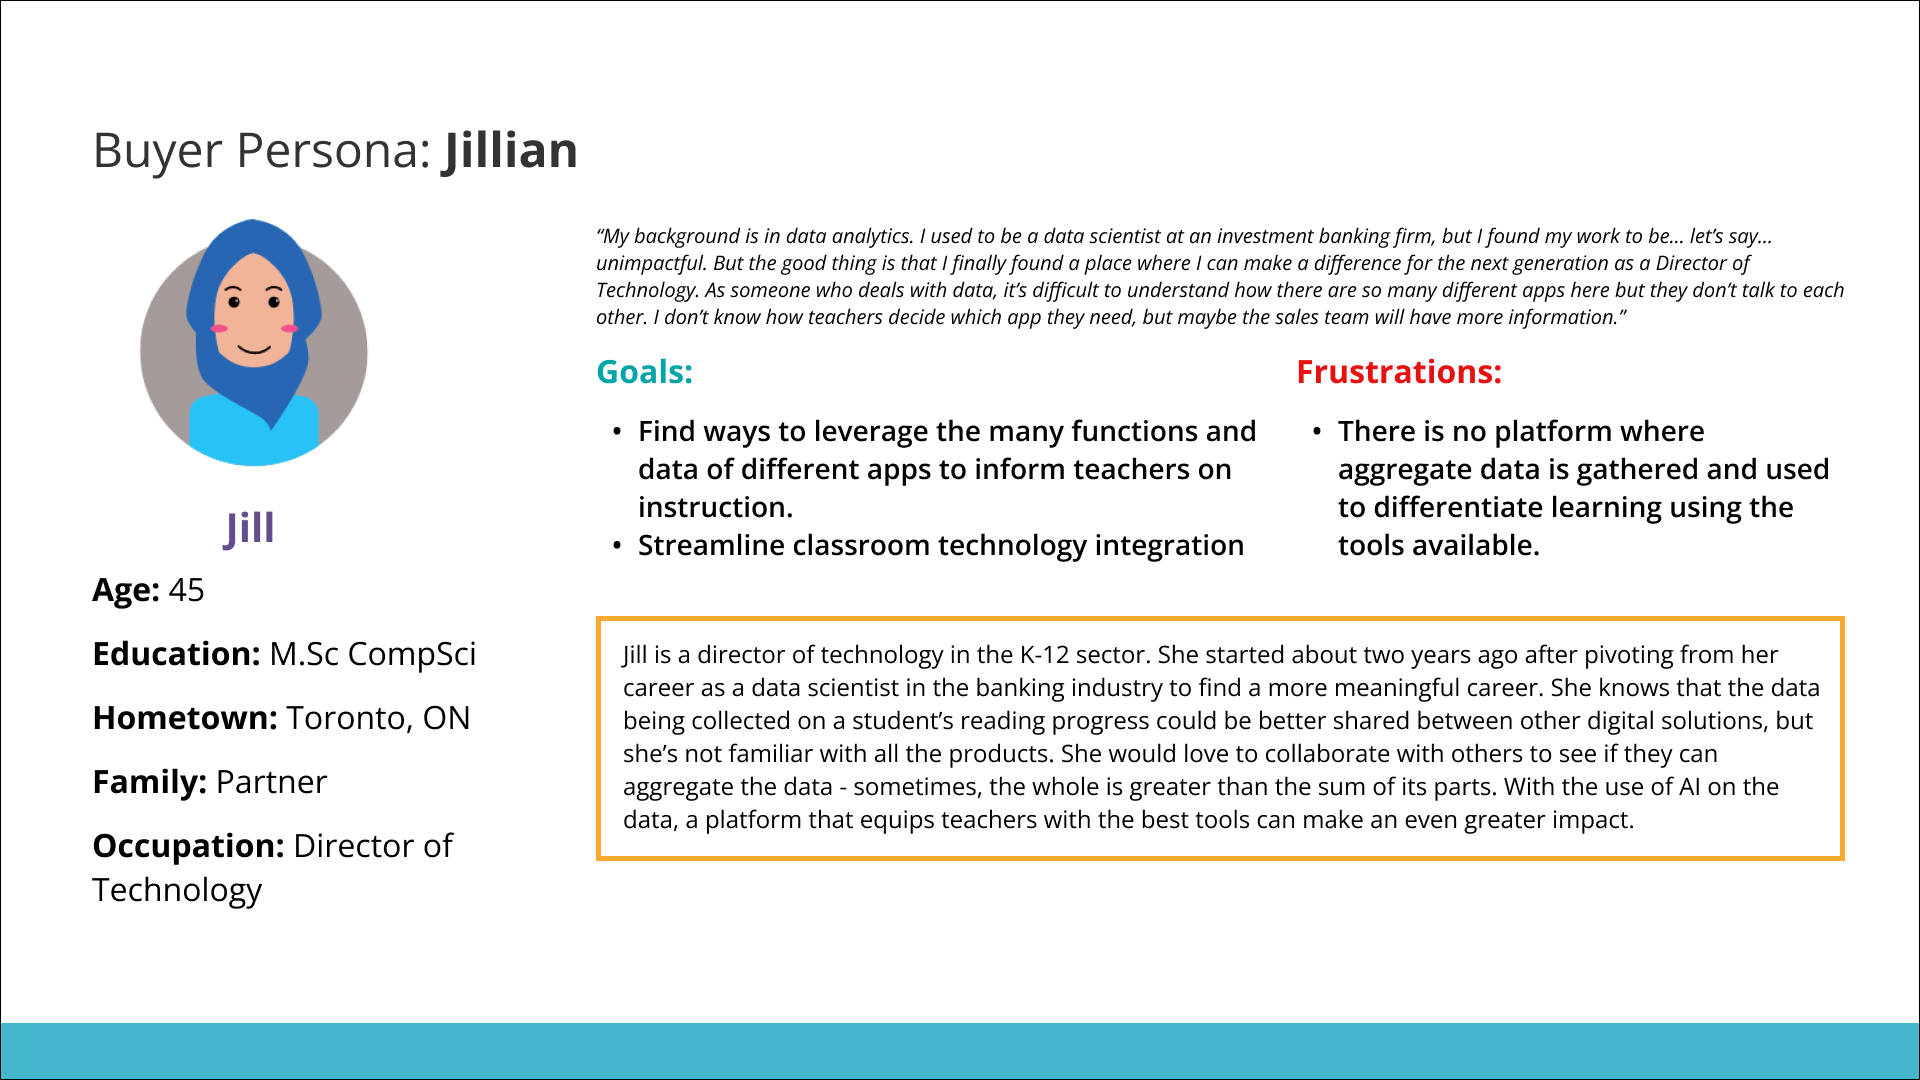 Buyer Persona: Jillian
“My background is in data analytics. I used to be a data scientist at an investment banking firm, but I found my work to be... let’s say...
unimpactful. But the good thing is that I finally found a place where I can make a difference for the next generation as a Director of
Technology. As someone who deals with data, it’s difficult to understand how there are so many different apps here but they don’t talk to each
other. I don’t know how teachers decide which app they need, but maybe the sales team will have more information.”
Goals:
• Find ways to leverage the many functions and
data of different apps to inform teachers on
instruction.
• Streamline classroom technology integration
Frustrations:
• There is no platform where
aggregate data is gathered and used
to differentiate learning using the
tools available.
Jill
Age: 45
Education: M.Sc CompSci
Hometown: Toronto, ON
Family: Partner
Occupation: Director of
Technology
Jill is a director of technology in the K-12 sector. She started about two years ago after pivoting from her
career as a data scientist in the banking industry to find a more meaningful career. She knows that the data
being collected on a student’s reading progress could be better shared between other digital solutions, but
she’s not familiar with all the products. She would love to collaborate with others to see if they can
aggregate the data - sometimes, the whole is greater than the sum of its parts. With the use of AI on the
data, a platform that equips teachers with the best tools can make an even greater impact.